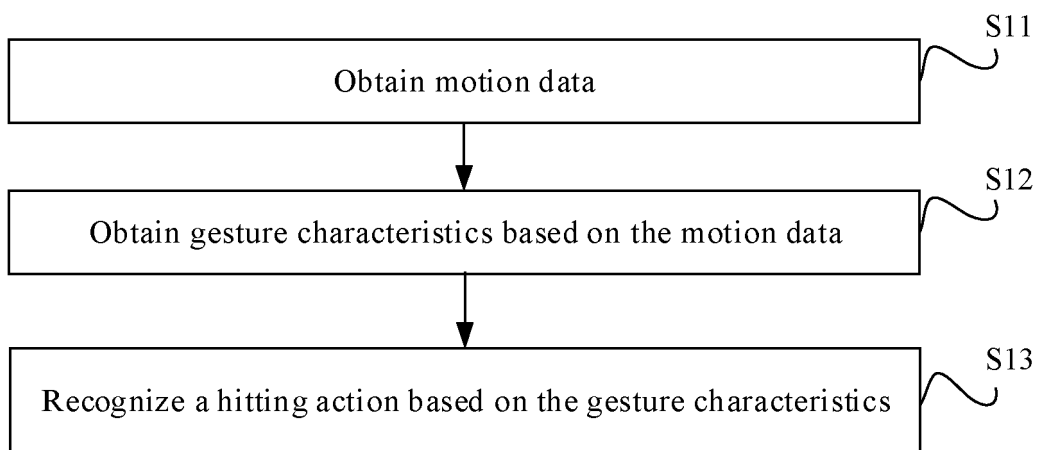 S11
Obtain motion data
S12
Obtain gesture characteristics based on the motion data
S13
Recognize a hitting action based on the gesture characteristics